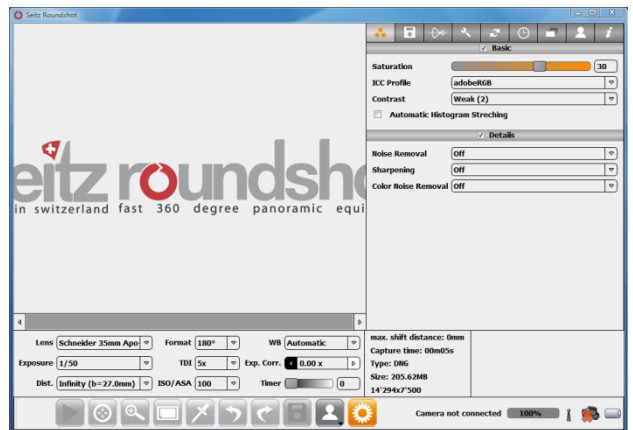 Seitz Roundshot
Basic
Saturation 30
ICC Profile adobeRGB
Contrast Weak (2)
Automatic Histogram Streching
Details
Noise Removal Off
Sharpening Off
Color Noise Removal Off
eitz roundsho
in switzerland fast 360 degree panoramic equi
Lens Schneider 35mm Apo- Format 180° WB Automatic
Exposure 1/50 TDI 5x Exp. Corr. 0.00 x
Dist. Infinity (b=27.0mm) ISO/ASA 100 Timer 0
max. shift distance: 0mm
Capture time: 00m05s
Type: DNG
Size: 205.62MB
14'294x7'500
Camera not connected 100%